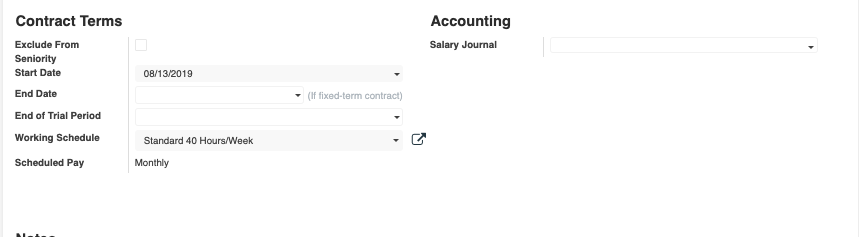 Contract Terms
Accounting
Exclude From
Seniority
Salary Journal
Start Date 08/13/2019
End Date (If fixed-term contract)
End of Trial Period
Working Schedule Standard 40 Hours/Week
Scheduled Pay Monthly